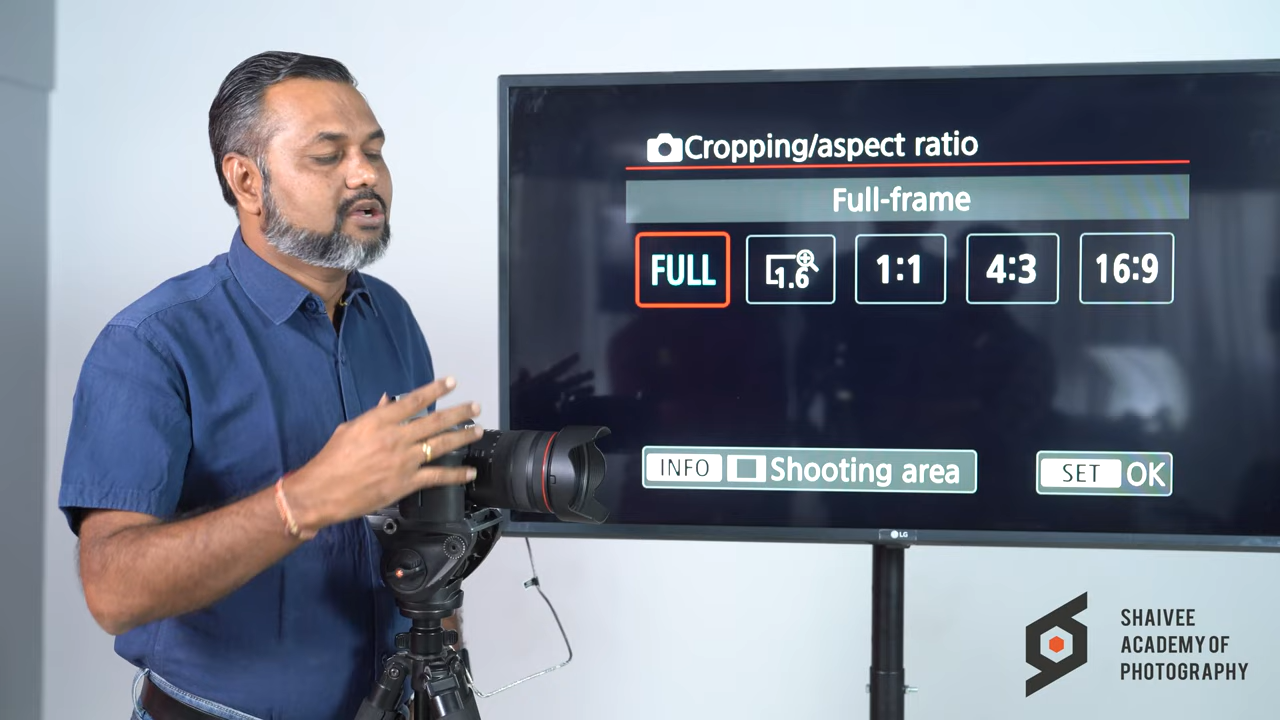 Cropping/aspect ratio
Full-frame
FULL 1.6 1:1 4:3 16:9
INFO Shooting area
SET OK
LG
SHAIVEE
ACADEMY OF
PHOTOGRAPHY